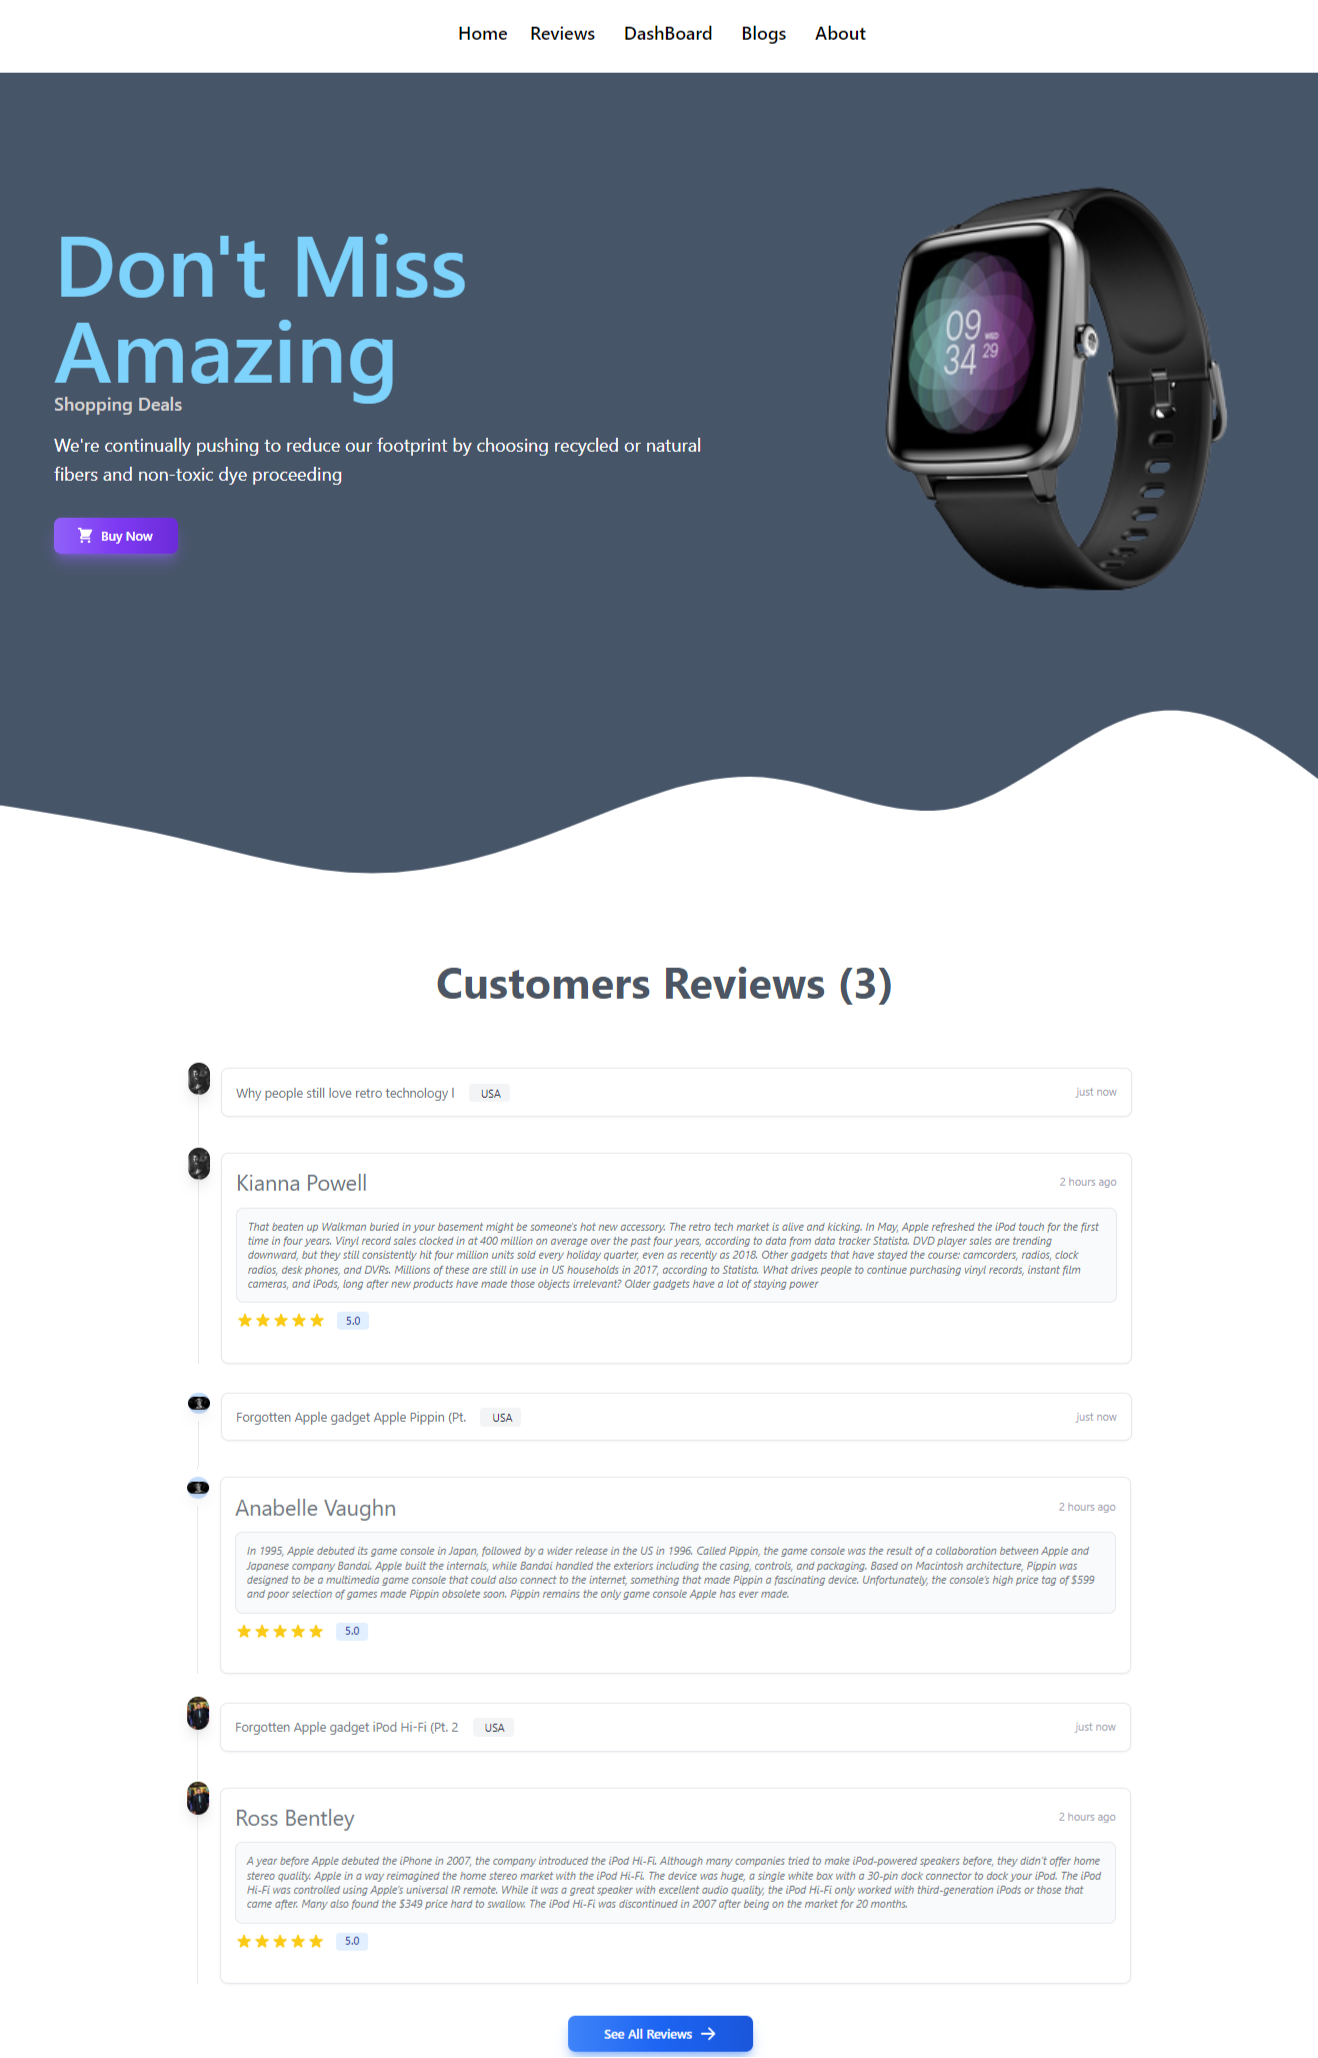 Home Reviews DashBoard Blogs About
Don't Miss
Amazing
Shopping Deals
We're continually pushing to reduce our footprint by choosing recycled or natural
fibers and non-toxic dye proceeding
Buy Now
09
34
WED
29
Customers Reviews (3)
Why people still love retro technology l USA just now
Kianna Powell 2 hours ago
That beaten up Walkman buried in your basement might be someone's hot new accessory. The retro tech market is alive and kicking. In May, Apple refreshed the iPod touch for the first
time in four years. Vinyl record sales clocked in at 400 million on average over the past four years, according to data from data tracker Statista. DVD player sales are trending
downward, but they still consistently hit four million units sold every holiday quarter, even as recently as 2018. Other gadgets that have stayed the course: camcorders, radios, clock
radios, desk phones, and DVRs. Millions of these are still in use in US households in 2017, according to Statista. What drives people to continue purchasing vinyl records, instant film
cameras, and iPods, long after new products have made those objects irrelevant? Older gadgets have a lot of staying power
5.0
Forgotten Apple gadget Apple Pippin (Pt. USA just now
Anabelle Vaughn 2 hours ago
In 1995, Apple debuted its game console in Japan, followed by a wider release in the US in 1996. Called Pippin, the game console was the result of a collaboration between Apple and
Japanese company Bandai. Apple built the internals, while Bandai handled the exteriors including the casing, controls, and packaging. Based on Macintosh architecture, Pippin was
designed to be a multimedia game console that could also connect to the internet, something that made Pippin a fascinating device. Unfortunately, the console's high price tag of $599
and poor selection of games made Pippin obsolete soon. Pippin remains the only game console Apple has ever made.
5.0
Forgotten Apple gadget iPod Hi-Fi (Pt. 2 USA just now
Ross Bentley 2 hours ago
A year before Apple debuted the iPhone in 2007, the company introduced the iPod Hi-Fi. Although many companies tried to make iPod-powered speakers before, they didn't offer home
stereo quality. Apple in a way reimagined the home stereo market with the iPod Hi-Fi. The device was huge, a single white box with a 30-pin dock connector to dock your iPod. The iPod
Hi-Fi was controlled using Apple's universal IR remote. While it was a great speaker with excellent audio quality, the iPod Hi-Fi only worked with third-generation iPods or those that
came after. Many also found the $349 price hard to swallow. The iPod Hi-Fi was discontinued in 2007 after being on the market for 20 months.
5.0
See All Reviews